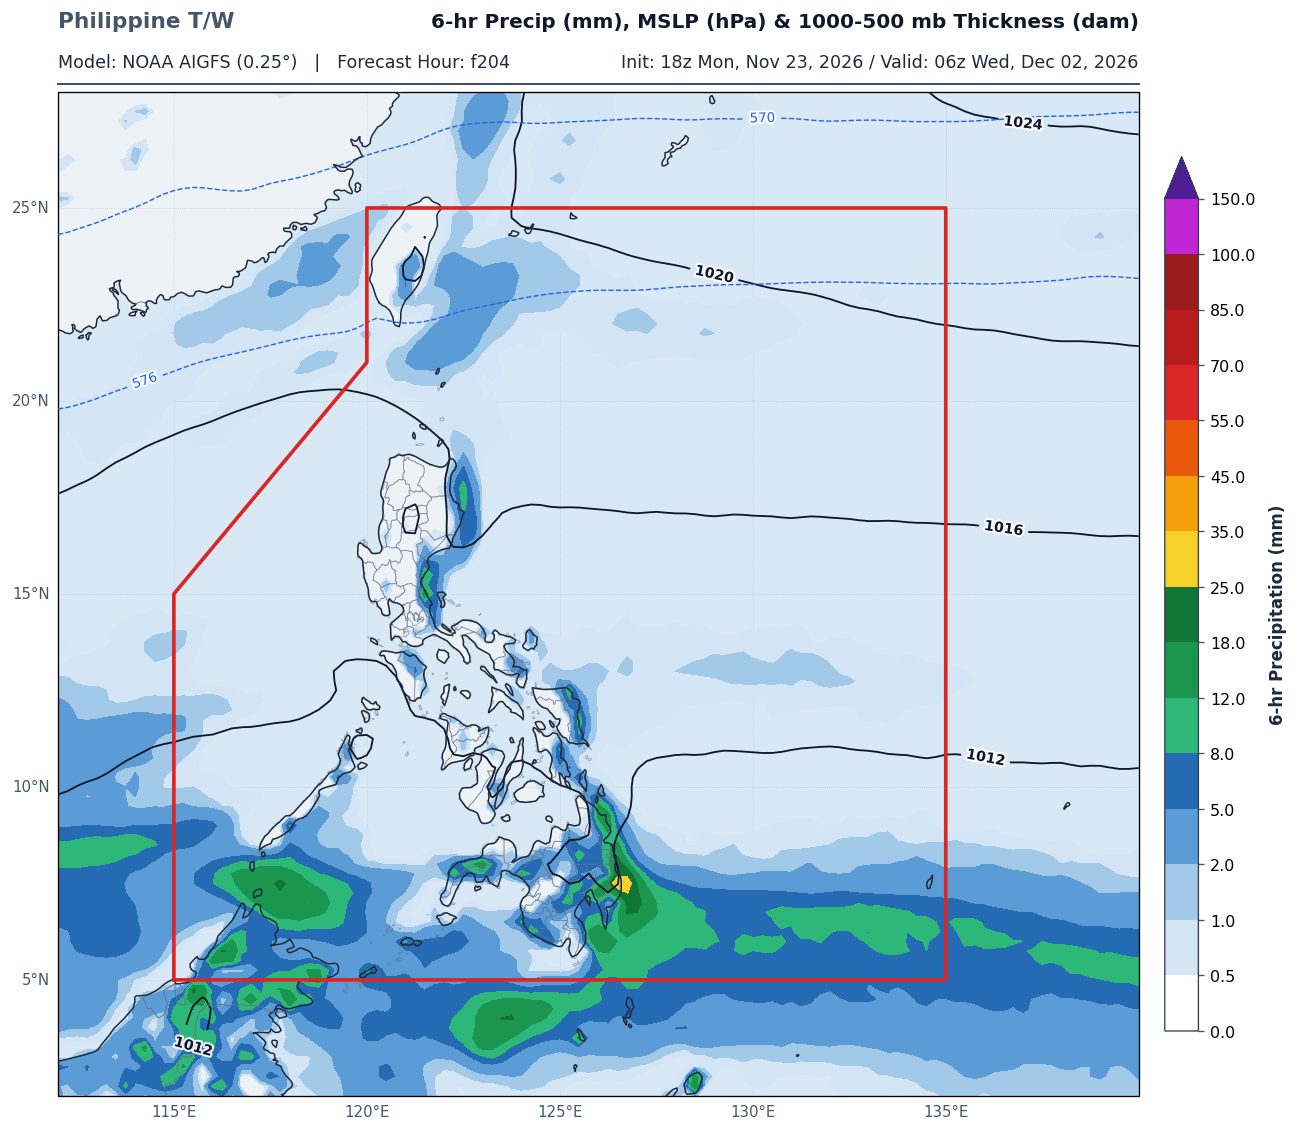 Philippine T/W
6-hr Precip (mm), MSLP (hPa) & 1000-500 mb Thickness (dam)
Model: NOAA AIGFS (0.25°)   |   Forecast Hour: f204
Init: 18z Mon, Nov 23, 2026 / Valid: 06z Wed, Dec 02, 2026
570
1024
25°N
1020
576
20°N
1016
15°N
1012
10°N
5°N
1012
115°E
120°E
125°E
130°E
135°E
150.0
100.0
85.0
70.0
55.0
45.0
35.0
25.0
18.0
12.0
8.0
5.0
2.0
1.0
0.5
0.0
6-hr Precipitation (mm)